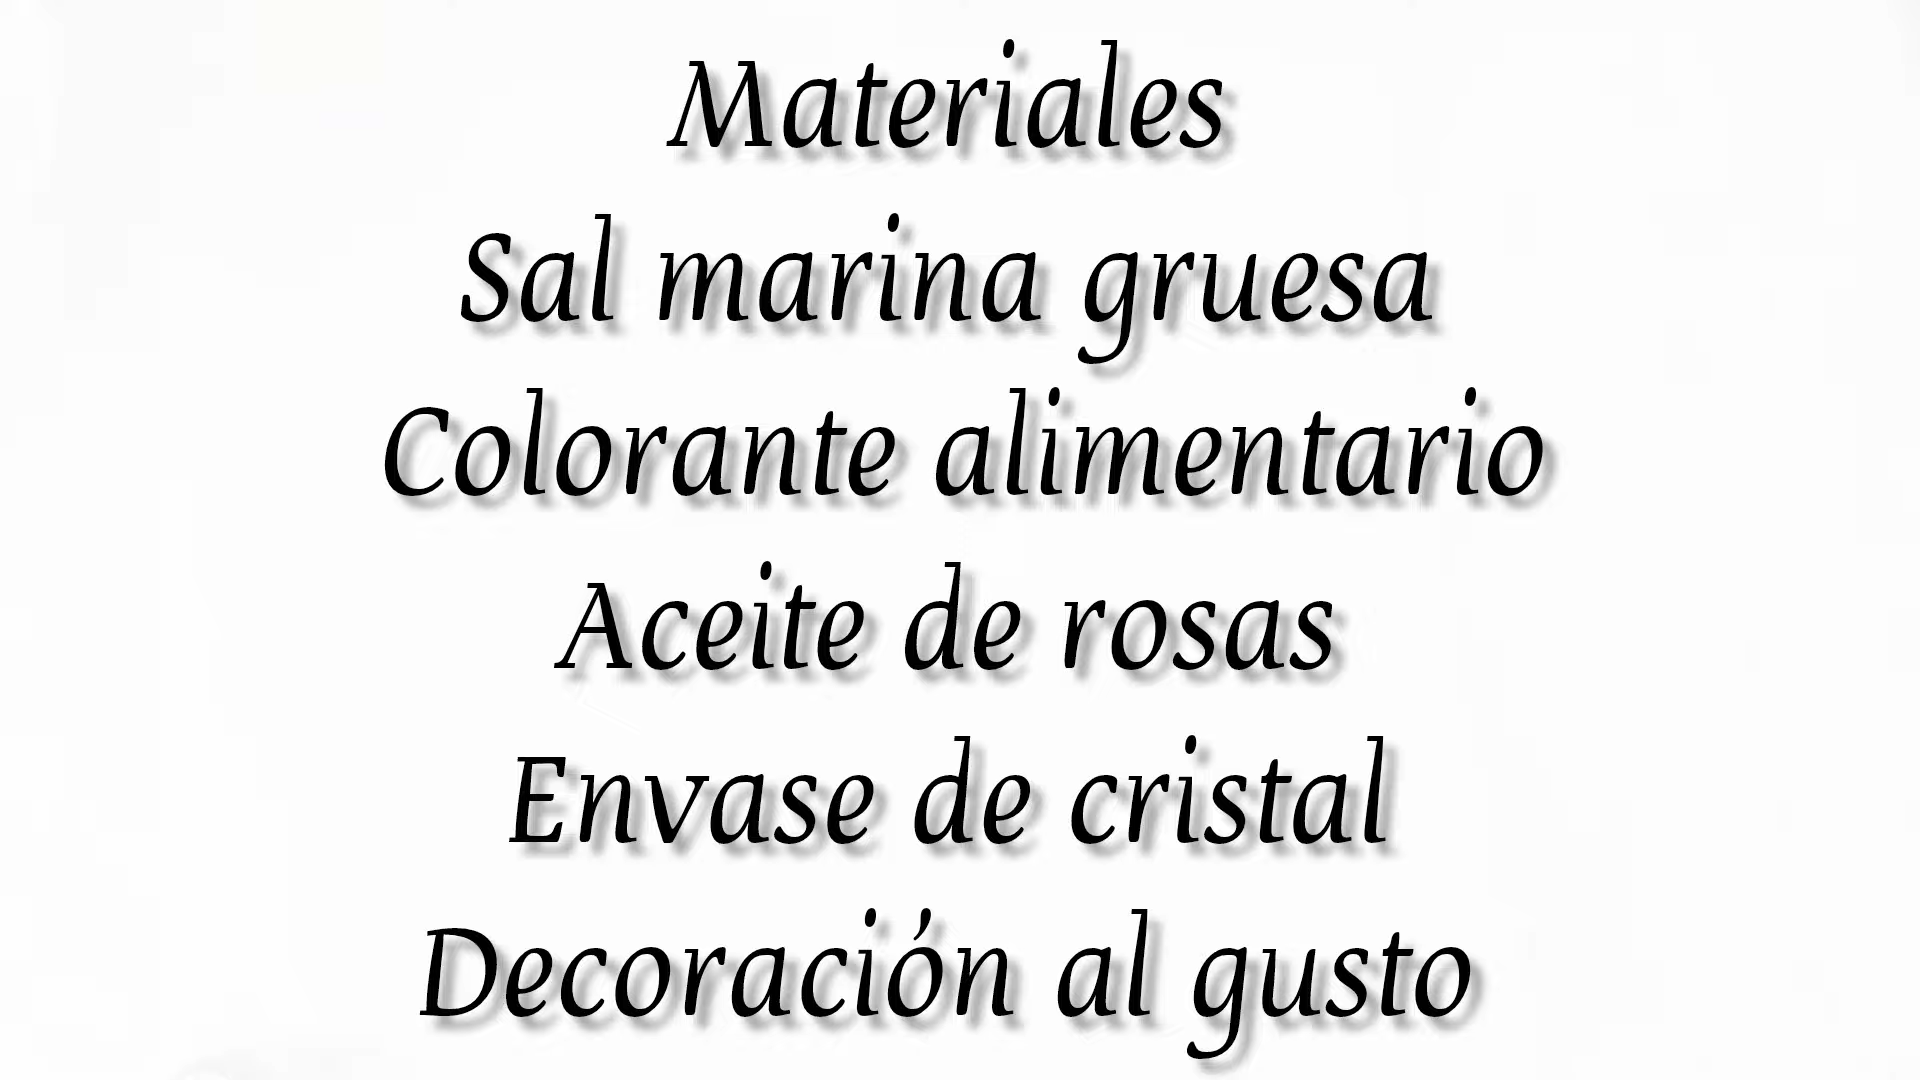 Materiales
Sal marina gruesa
Colorante alimentario
Aceite de rosas
Envase de cristal
Decoración al gusto